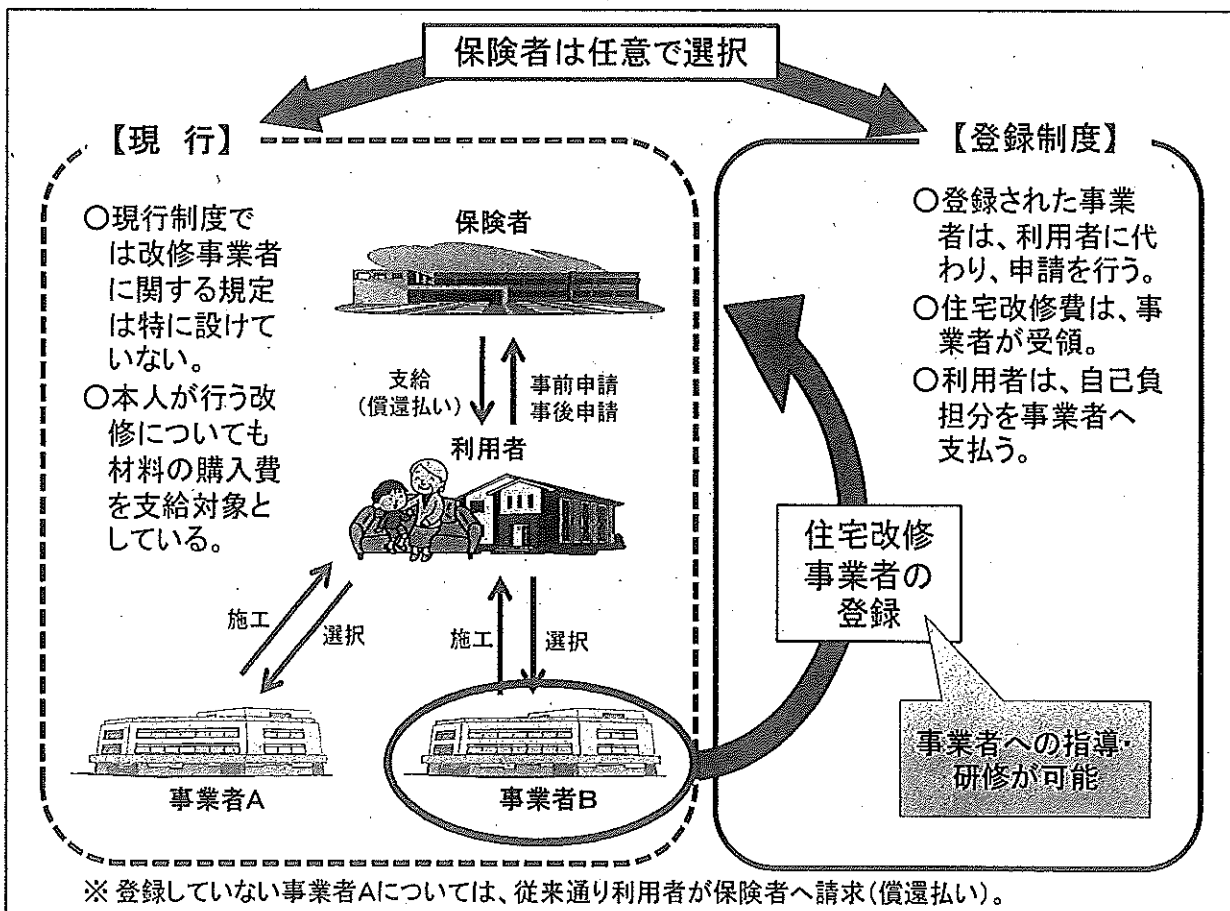 保険者は任意で選択
【現 行】
○現行制度で
は改修事業者
に関する規定
は特に設けて
いない。
○本人が行う改
修についても
材料の購入費
を支給対象と
している。
保険者
支給
(償還払い)
事前申請
事後申請
利用者
施工
選択
施工
選択
事業者A
事業者B
【登録制度】
○登録された事業
者は、利用者に代
わり、申請を行う。
○住宅改修費は、事
業者が受領。
○利用者は、自己負
担分を事業者へ
支払う。
住宅改修
事業者の
登録
事業者への指導・
研修が可能
※ 登録していない事業者Aについては、従来通り利用者が保険者へ請求(償還払い)。